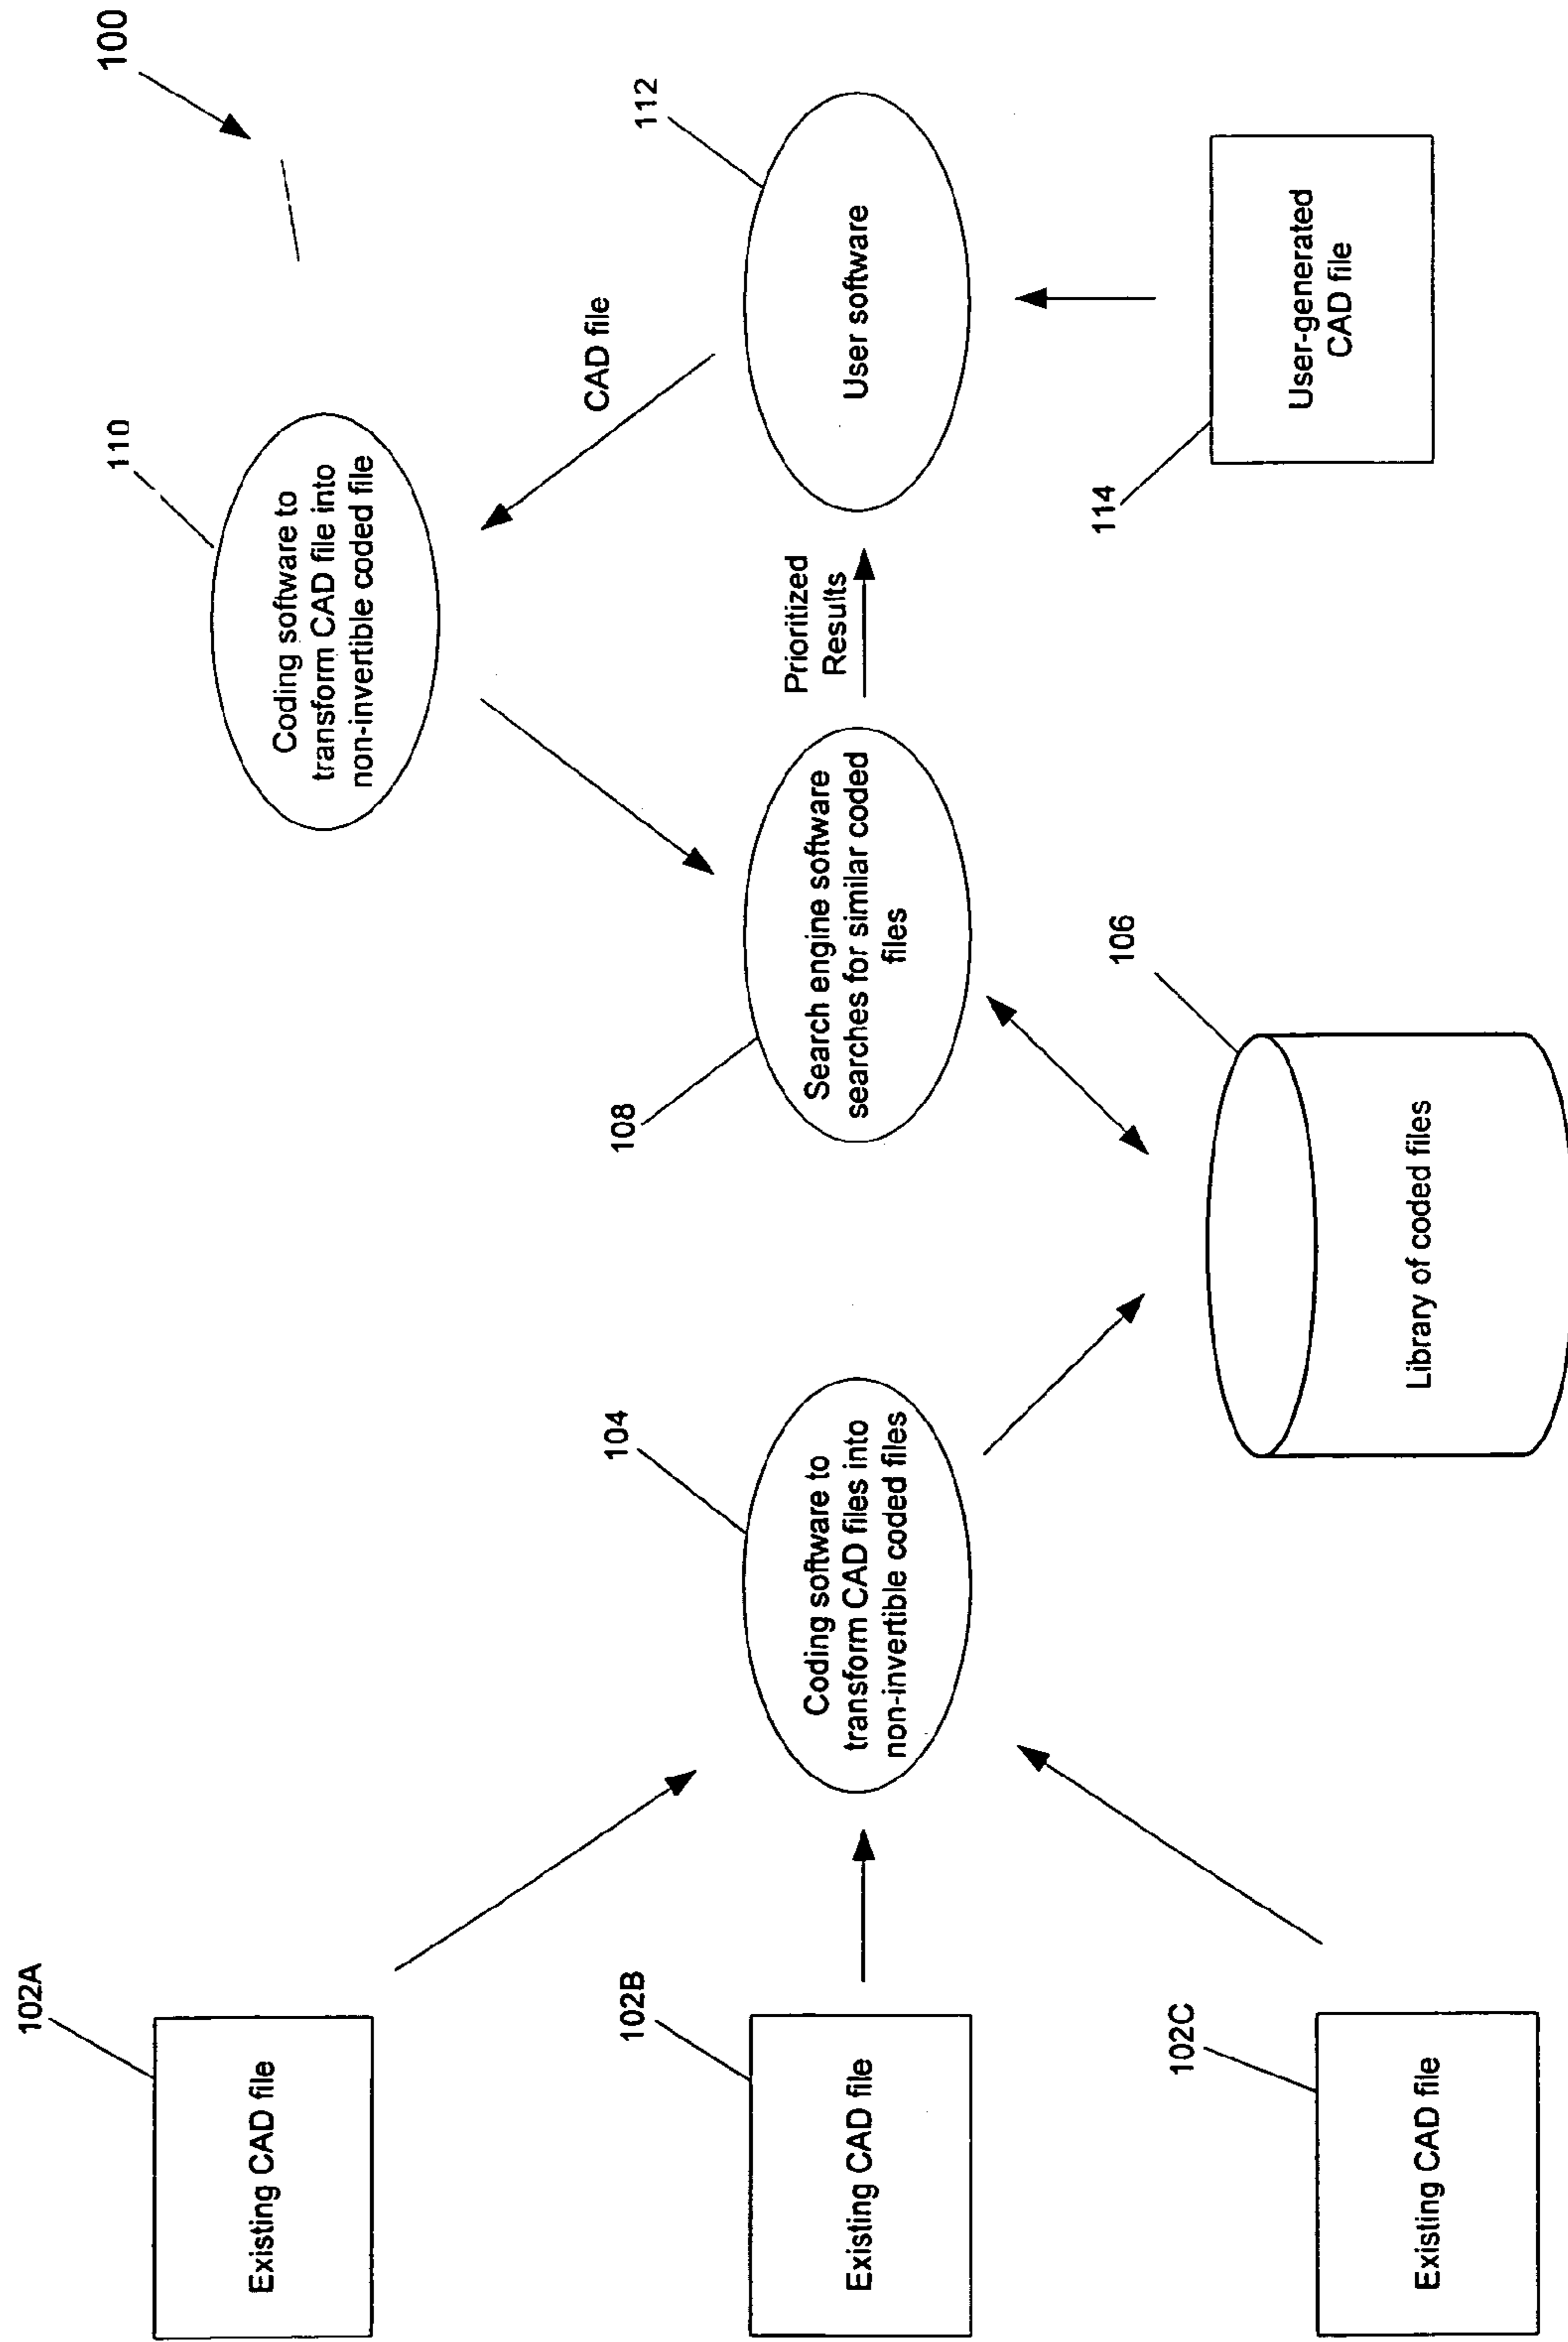 100
110
Coding software to
transform CAD file into
non-invertible coded file
CAD file
112
User software
Prioritized
Results
114
User-generated
CAD file
108
Search engine software
searches for similar coded
files
106
Library of coded files
104
Coding software to
transform CAD files into
non-invertible coded files
102A
Existing CAD file
102B
Existing CAD file
102C
Existing CAD file